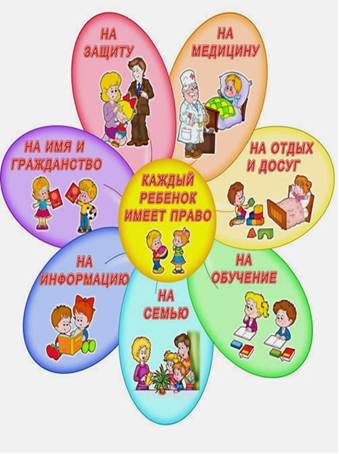 КАЖДЫЙ
РЕБЕНОК
ИМЕЕТ ПРАВО
НА
ЗАЩИТУ
НА
МЕДИЦИНУ
НА ОТДЫХ
И ДОСУГ
НА
ОБУЧЕНИЕ
НА
СЕМЬЮ
НА
ИНФОРМАЦИЮ
НА ИМЯ И
ГРАЖДАНСТВО